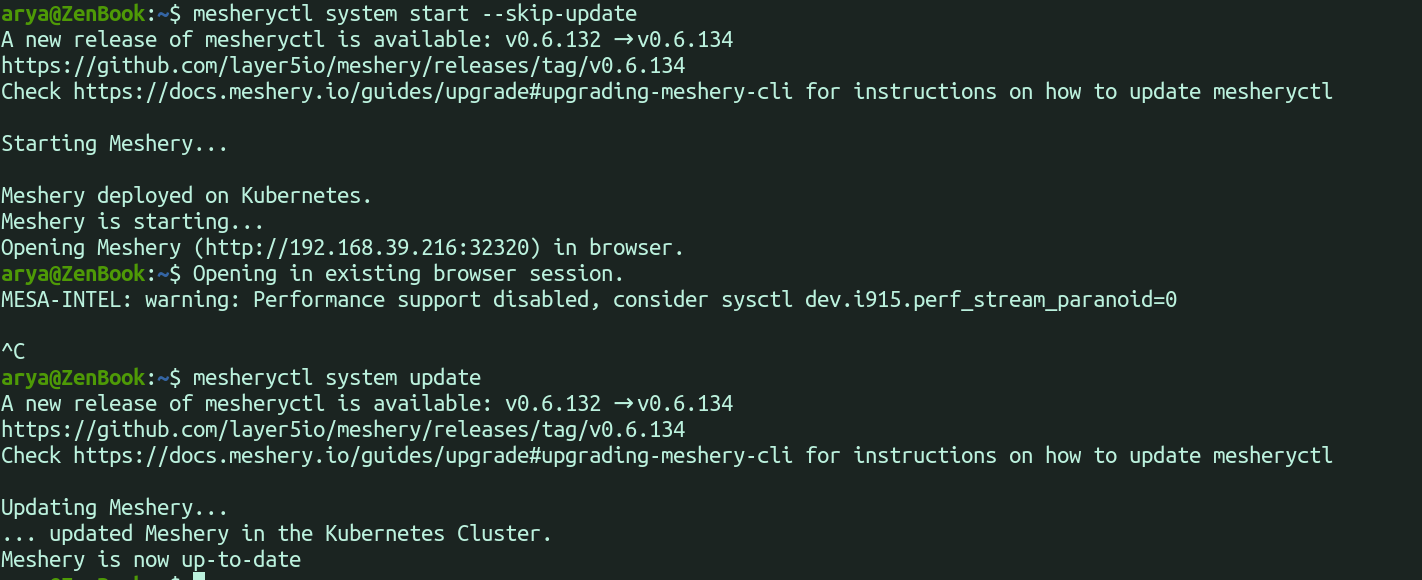 arya@ZenBook:~$ mesheryctl system start --skip-update
A new release of mesheryctl is available: v0.6.132 →v0.6.134
https://github.com/layer5io/meshery/releases/tag/v0.6.134
Check https://docs.meshery.io/guides/upgrade#upgrading-meshery-cli for instructions on how to update mesheryctl
Starting Meshery...
Meshery deployed on Kubernetes.
Meshery is starting...
Opening Meshery (http://192.168.39.216:32320) in browser.
arya@ZenBook:~$ Opening in existing browser session.
MESA-INTEL: warning: Performance support disabled, consider sysctl dev.i915.perf_stream_paranoid=0
^C
arya@ZenBook:~$ mesheryctl system update
A new release of mesheryctl is available: v0.6.132 →v0.6.134
https://github.com/layer5io/meshery/releases/tag/v0.6.134
Check https://docs.meshery.io/guides/upgrade#upgrading-meshery-cli for instructions on how to update mesheryctl
Updating Meshery...
... updated Meshery in the Kubernetes Cluster.
Meshery is now up-to-date